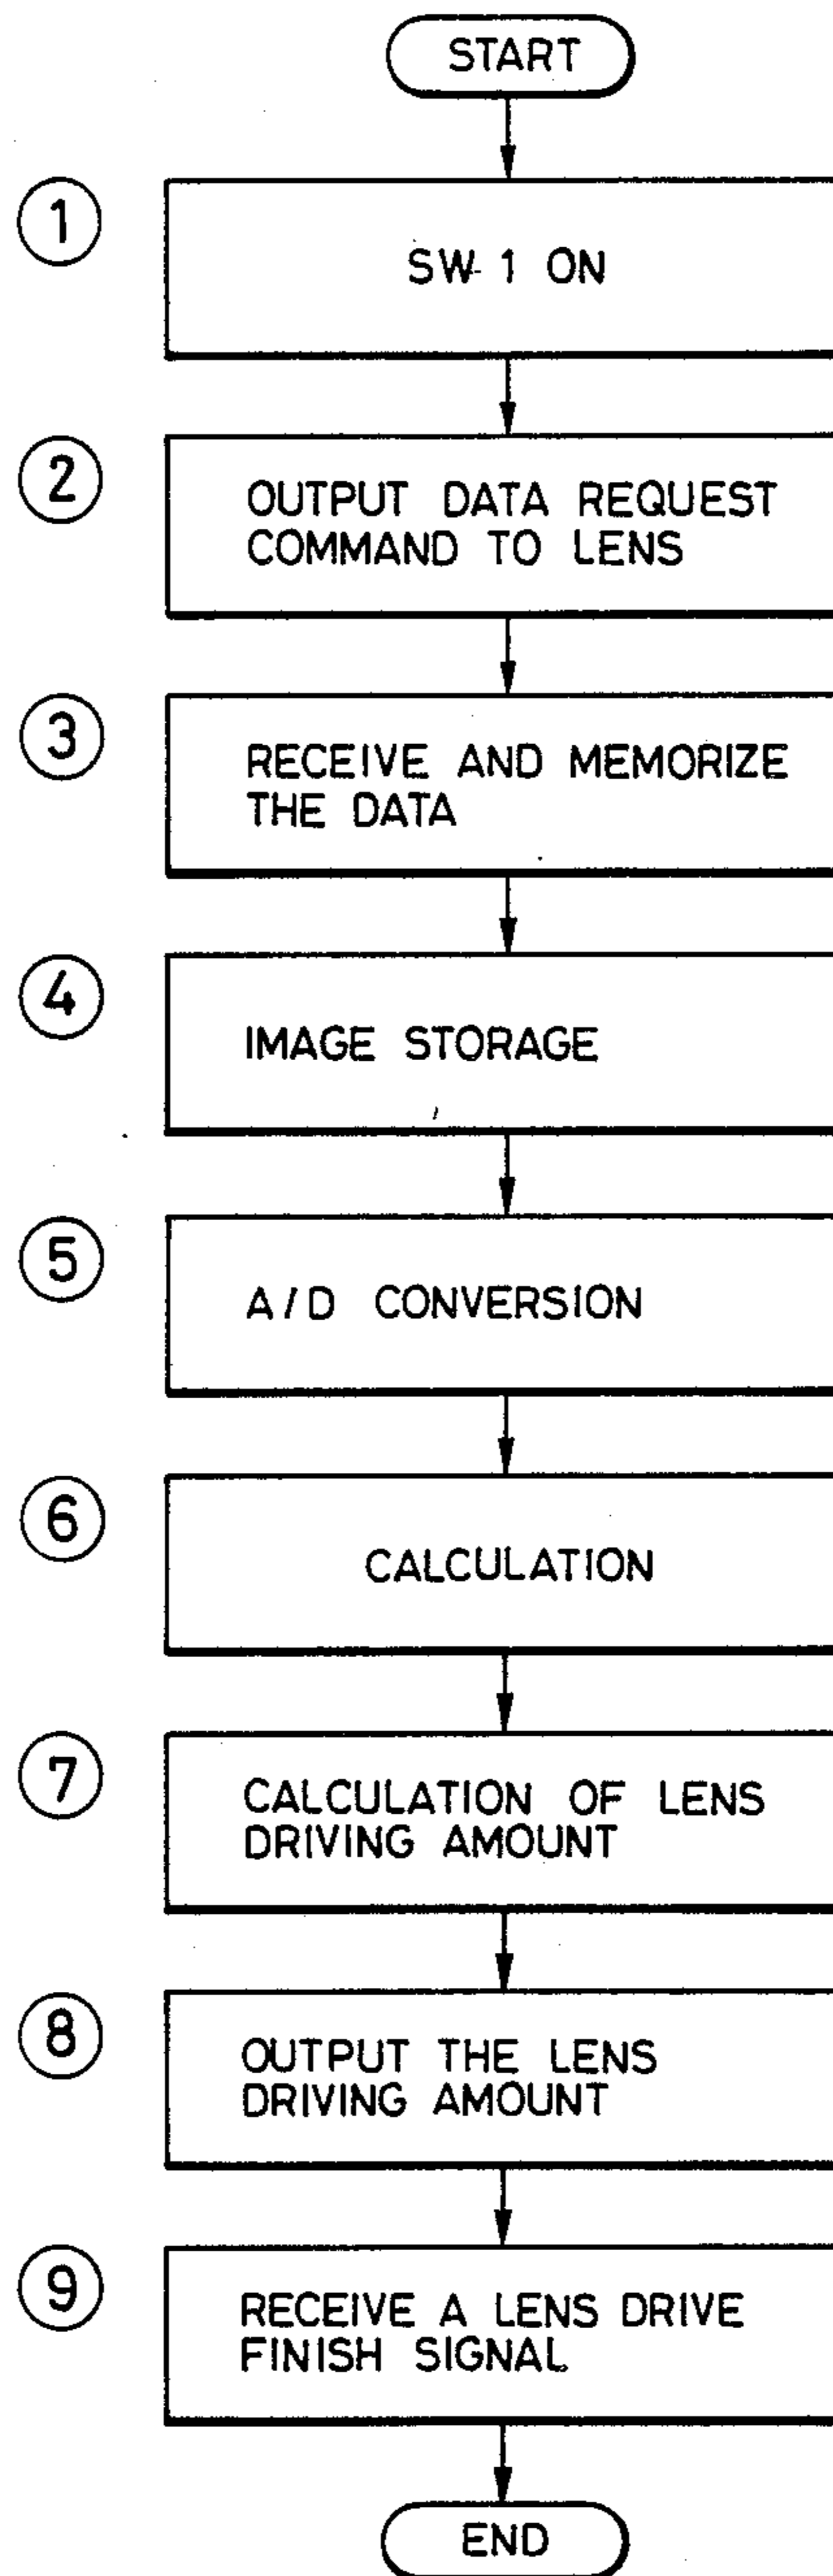 START
1
SW-1 ON
2
OUTPUT DATA REQUEST
COMMAND TO LENS
3
RECEIVE AND MEMORIZE
THE DATA
4
IMAGE STORAGE
5
A/D CONVERSION
6
CALCULATION
7
CALCULATION OF LENS
DRIVING AMOUNT
8
OUTPUT THE LENS
DRIVING AMOUNT
9
RECEIVE A LENS DRIVE
FINISH SIGNAL
END